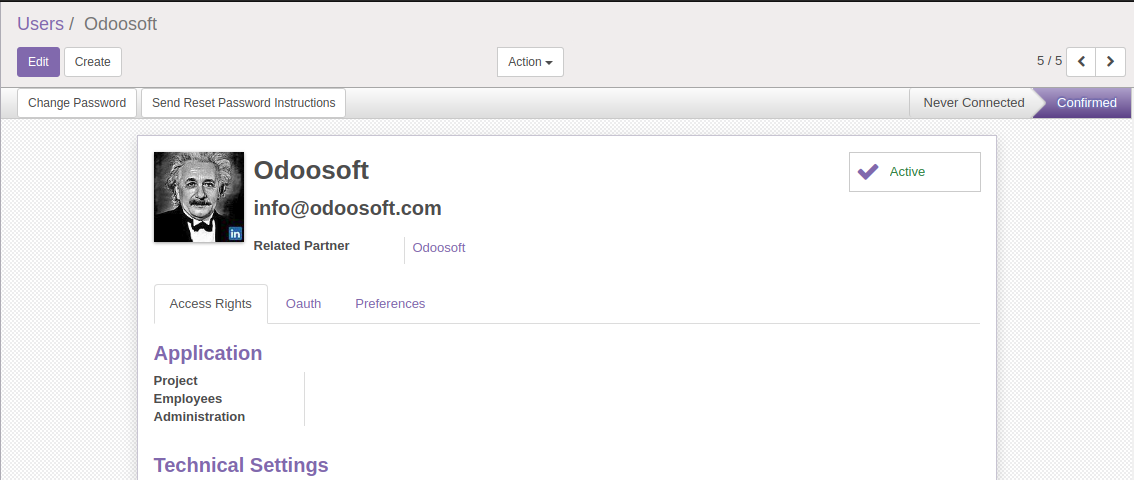 Users / Odoosoft
Edit Create Action 5 / 5
Change Password Send Reset Password Instructions Never Connected Confirmed
Odoosoft
Active
info@odoosoft.com
Related Partner Odoosoft
in
Access Rights Oauth Preferences
Application
Project
Employees
Administration
Technical Settings